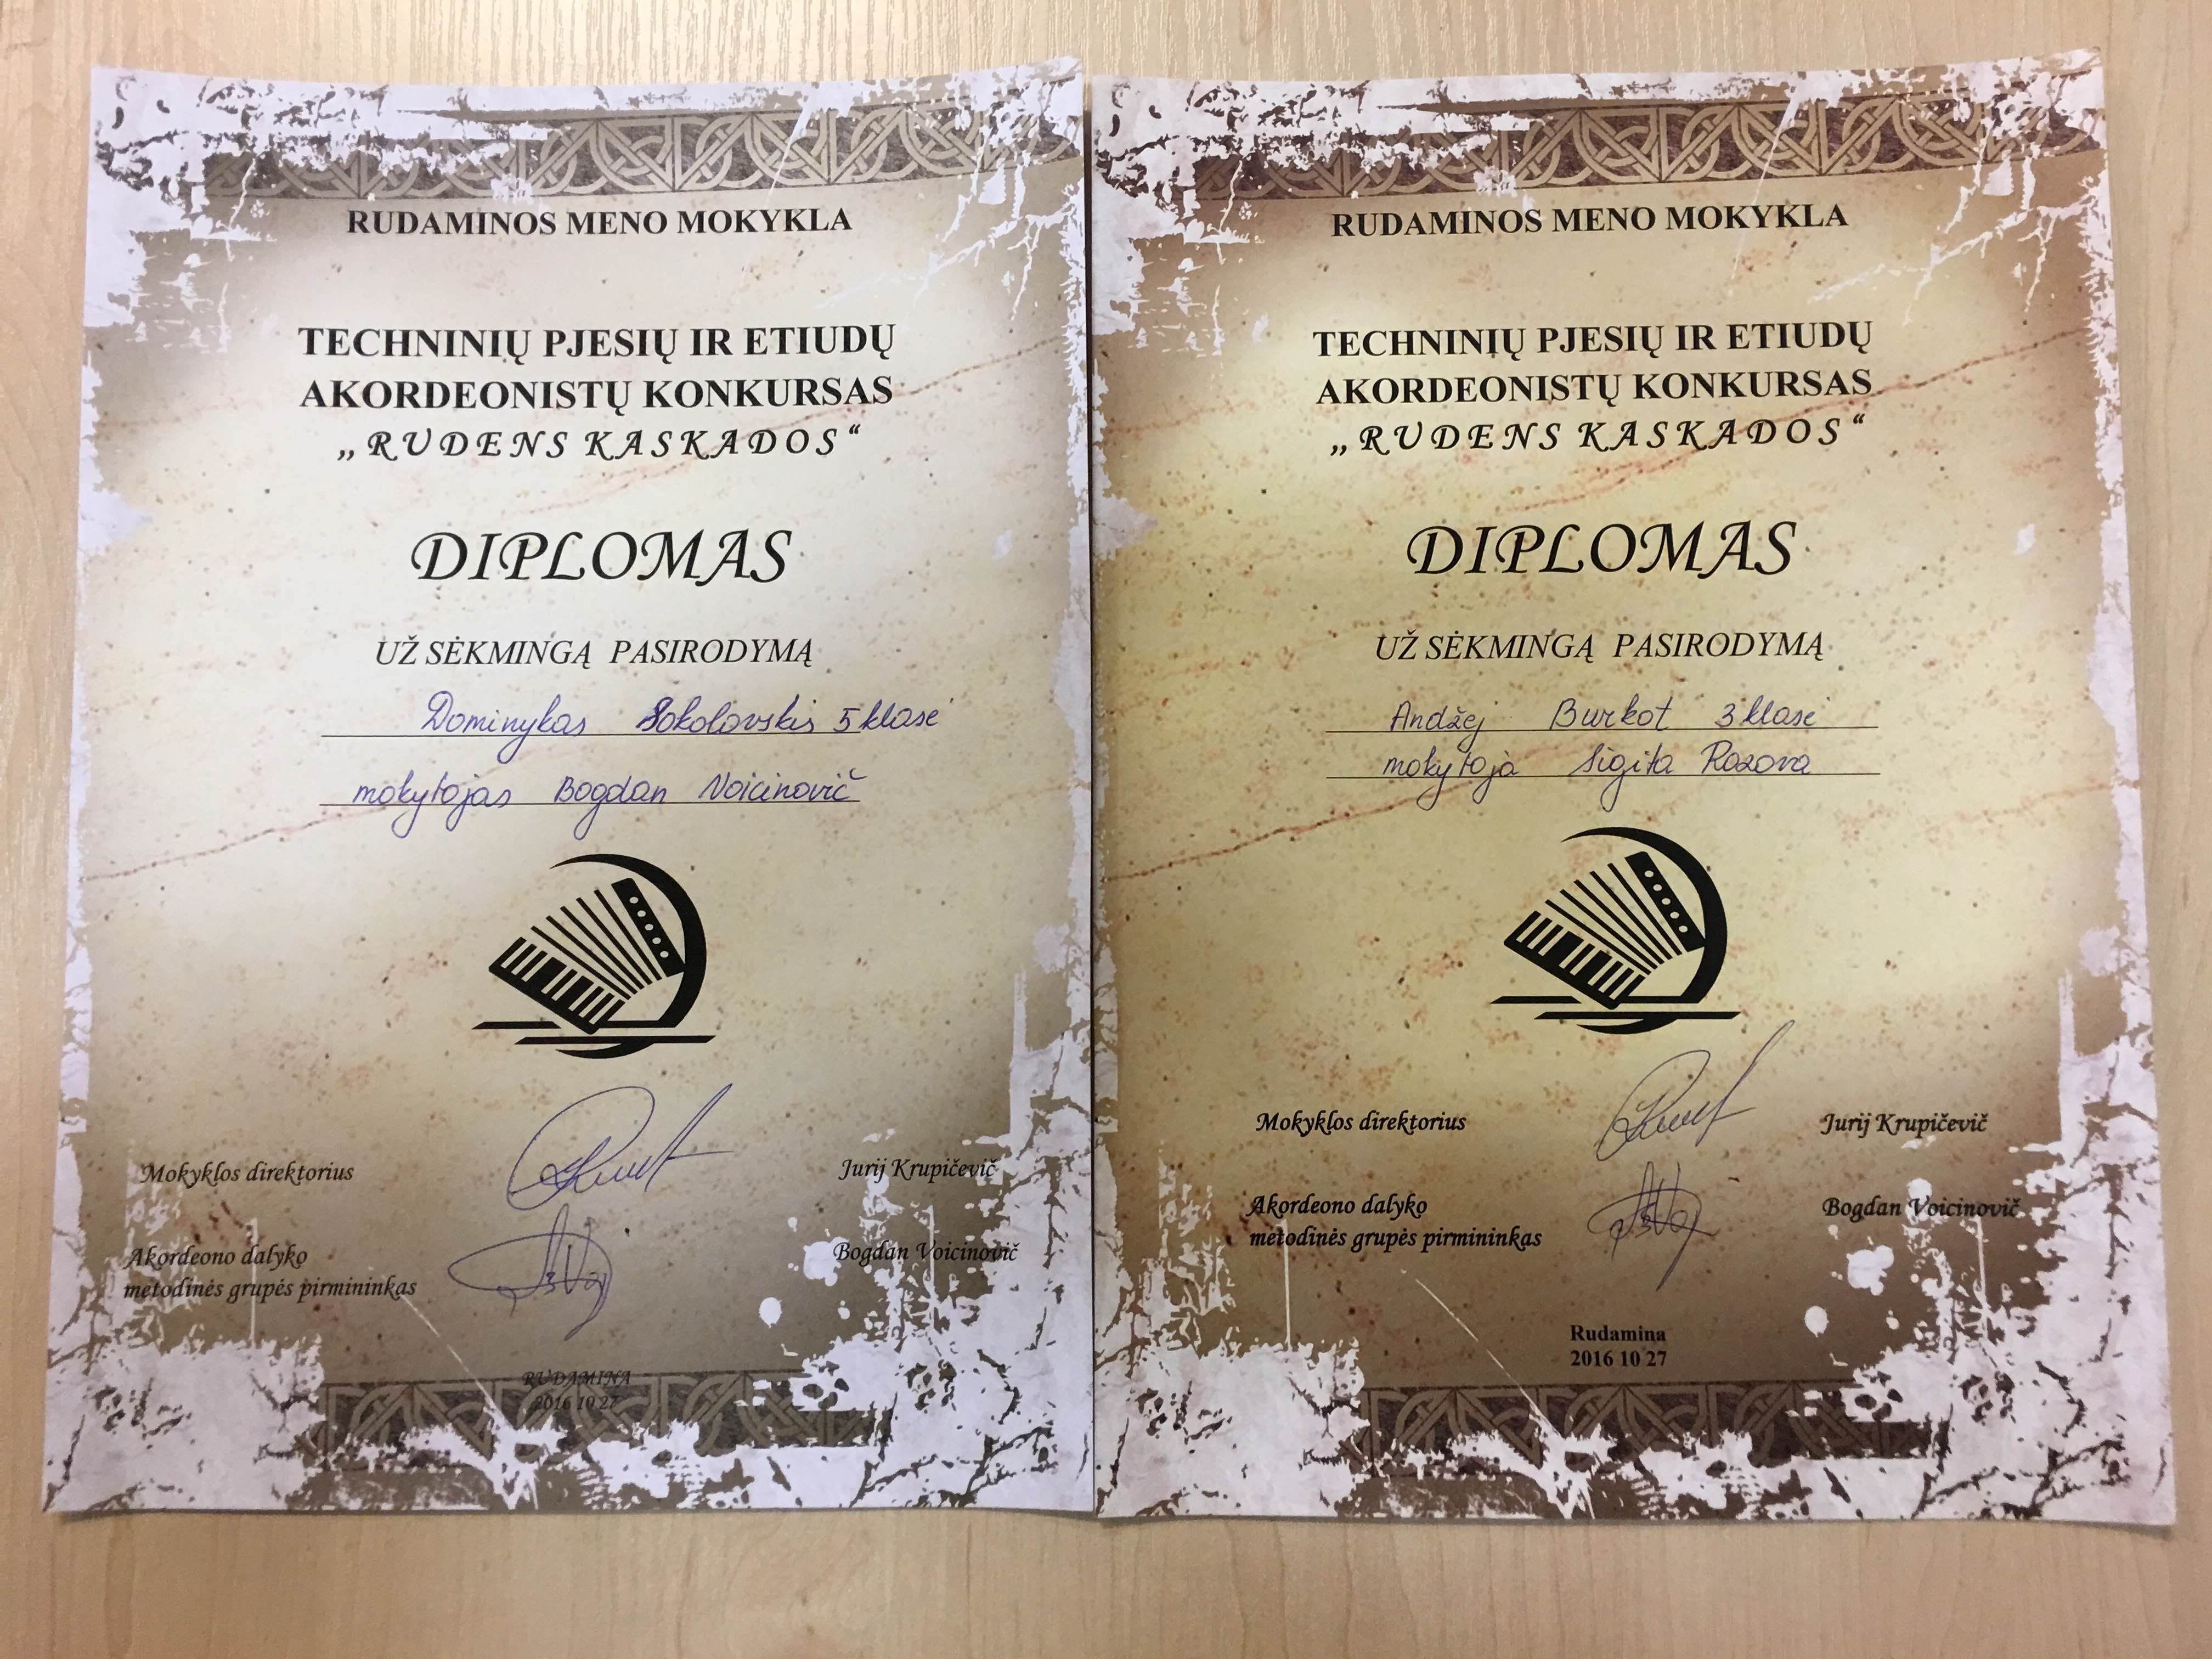 RUDAMINOS MENO MOKYKLA
TECHNINIŲ PJESIŲ IR ETIUDŲ
AKORDEONISTŲ KONKURSAS
„RUDENS KASKADOS“
DIPLOMAS
UŽ SĖKMINGĄ PASIRODYMĄ
Dominykas Sokolovskis 5 klasė
mokytojas Bogdan Voicinovič
Mokyklos direktorius Jurij Krupičevič
Akordeono dalyko Bogdan Voicinovič
metodinės grupės pirmininkas
RUDAMINA
2016 10 27
RUDAMINOS MENO MOKYKLA
TECHNINIŲ PJESIŲ IR ETIUDŲ
AKORDEONISTŲ KONKURSAS
„RUDENS KASKADOS“
DIPLOMAS
UŽ SĖKMINGĄ PASIRODYMĄ
Andžej Burkot 3 klasė
mokytoja Sigita Rozova
Mokyklos direktorius Jurij Krupičevič
Akordeono dalyko Bogdan Voicinovič
metodinės grupės pirmininkas
Rudamina
2016 10 27